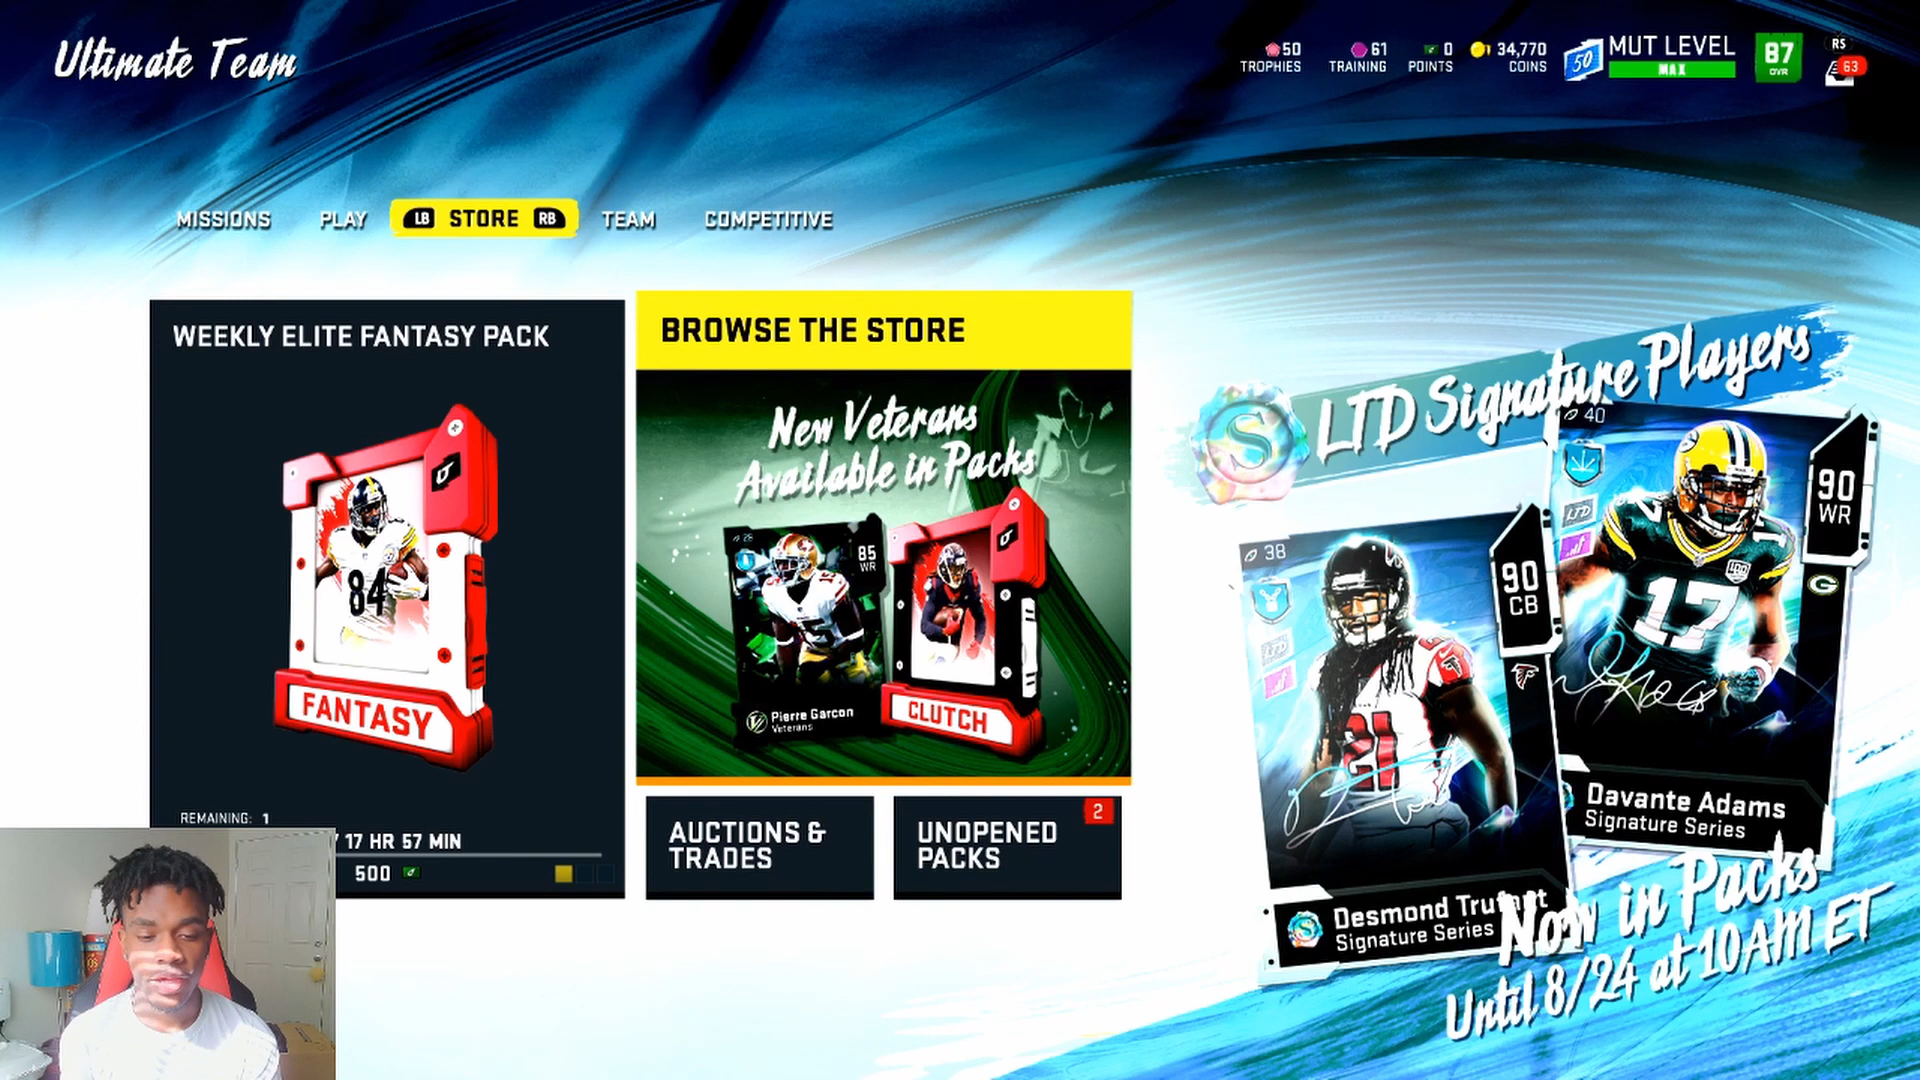 Ultimate Team
50
TROPHIES
61
TRAINING
0
POINTS
34,770
COINS
50
MUT LEVEL
MAX
87
OVR
RS
63
MISSIONS
PLAY
LB STORE RB
TEAM
COMPETITIVE
WEEKLY ELITE FANTASY PACK
84
FANTASY
REMAINING: 1
17 HR 57 MIN
500
BROWSE THE STORE
New Veterans
Available in Packs
28
85
WR
15
Pierre Garcon
Veterans
CLUTCH
AUCTIONS &
TRADES
UNOPENED
PACKS
2
S
LTD Signature Players
38
90
CB
LTD
21
Desmond Trufant
Signature Series
40
90
WR
LTD
G
17
Davante Adams
Signature Series
Now in Packs
Until 8/24 at 10AM ET